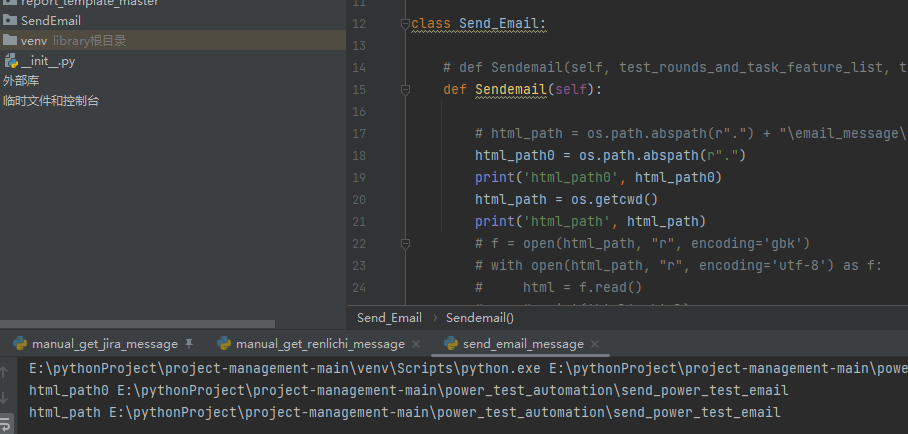 report_template_master
SendEmail
venv library根目录
__init__.py
外部库
临时文件和控制台
11
12 class Send_Email:
13
14 # def Sendemail(self, test_rounds_and_task_feature_list, t
15 def Sendemail(self):
16
17 # html_path = os.path.abspath(r".") + "\email_message\
18 html_path0 = os.path.abspath(r".")
19 print('html_path0', html_path0)
20 html_path = os.getcwd()
21 print('html_path', html_path)
22 # f = open(html_path, "r", encoding='gbk')
23 # with open(html_path, "r", encoding='utf-8') as f:
24 #     html = f.read()
Send_Email › Sendemail()
manual_get_jira_message manual_get_renlichi_message × send_email_message ×
E:\pythonProject\project-management-main\venv\Scripts\python.exe E:\pythonProject\project-management-main\powe
html_path0 E:\pythonProject\project-management-main\power_test_automation\send_power_test_email
html_path E:\pythonProject\project-management-main\power_test_automation\send_power_test_email